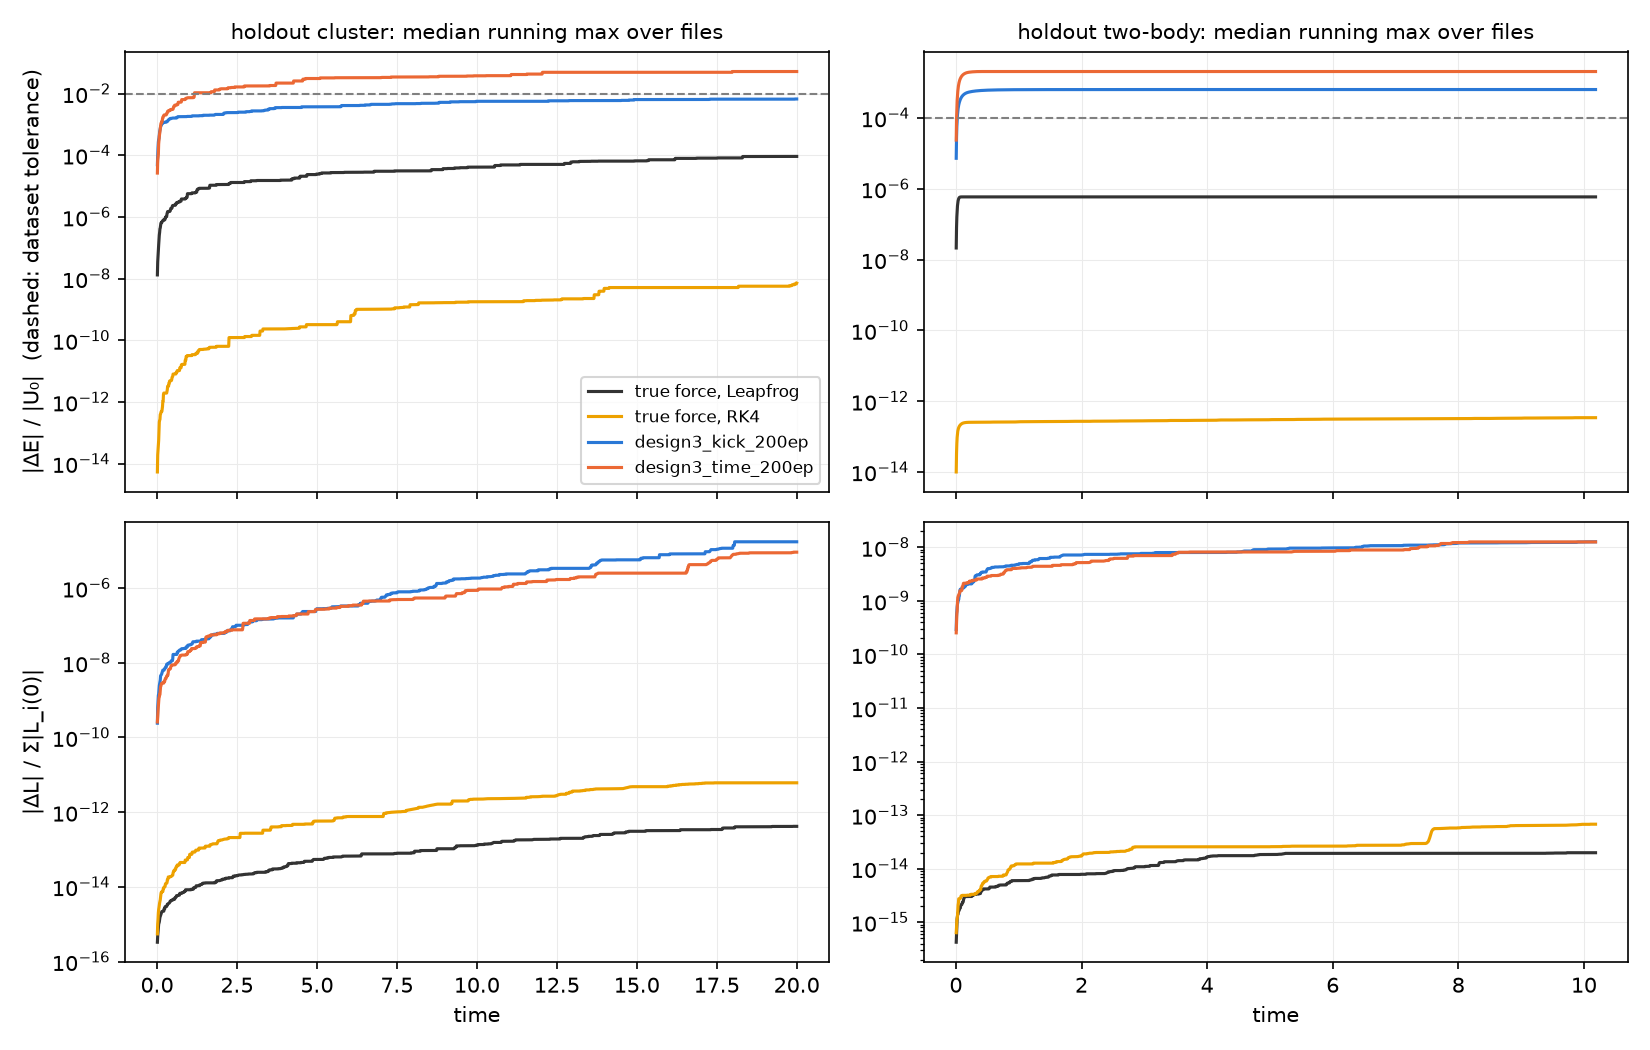 holdout cluster: median running max over files
holdout two-body: median running max over files
|ΔE| / |U₀|  (dashed: dataset tolerance)
10⁻²
10⁻⁴
10⁻⁶
10⁻⁸
10⁻¹⁰
10⁻¹²
10⁻¹⁴
true force, Leapfrog
true force, RK4
design3_kick_200ep
design3_time_200ep
10⁻⁴
10⁻⁶
10⁻⁸
10⁻¹⁰
10⁻¹²
10⁻¹⁴
|ΔL| / Σ|L_i(0)|
10⁻⁶
10⁻⁸
10⁻¹⁰
10⁻¹²
10⁻¹⁴
10⁻¹⁶
0.0 2.5 5.0 7.5 10.0 12.5 15.0 17.5 20.0
time
10⁻⁸
10⁻⁹
10⁻¹⁰
10⁻¹¹
10⁻¹²
10⁻¹³
10⁻¹⁴
10⁻¹⁵
0 2 4 6 8 10
time